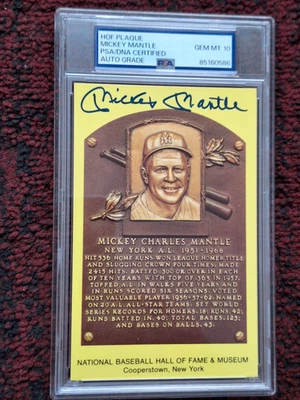 HOF PLAQUE
MICKEY MANTLE
PSA/DNA CERTIFIED
AUTO GRADE
GEM MT 10
PSA
85160586
Mickey Mantle
NY
MICKEY CHARLES MANTLE
NEW YORK A.L. 1951-1968
HIT 536 HOME RUNS. WON LEAGUE HOMER TITLE
AND SLUGGING CROWN FOUR TIMES. MADE
2415 HITS. BATTED .300 OR OVER IN EACH
OF TEN YEARS WITH TOP OF .365 IN 1957.
TOPPED A.L. IN WALKS FIVE YEARS AND
IN RUNS SCORED SIX SEASONS. VOTED
MOST VALUABLE PLAYER 1956-57-62. NAMED
ON 20 A.L. ALL-STAR TEAMS. SET WORLD
SERIES RECORDS FOR HOMERS, 18; RUNS, 42;
RUNS BATTED IN, 40; TOTAL BASES, 123;
AND BASES ON BALLS, 43.
NATIONAL BASEBALL HALL OF FAME & MUSEUM
Cooperstown, New York